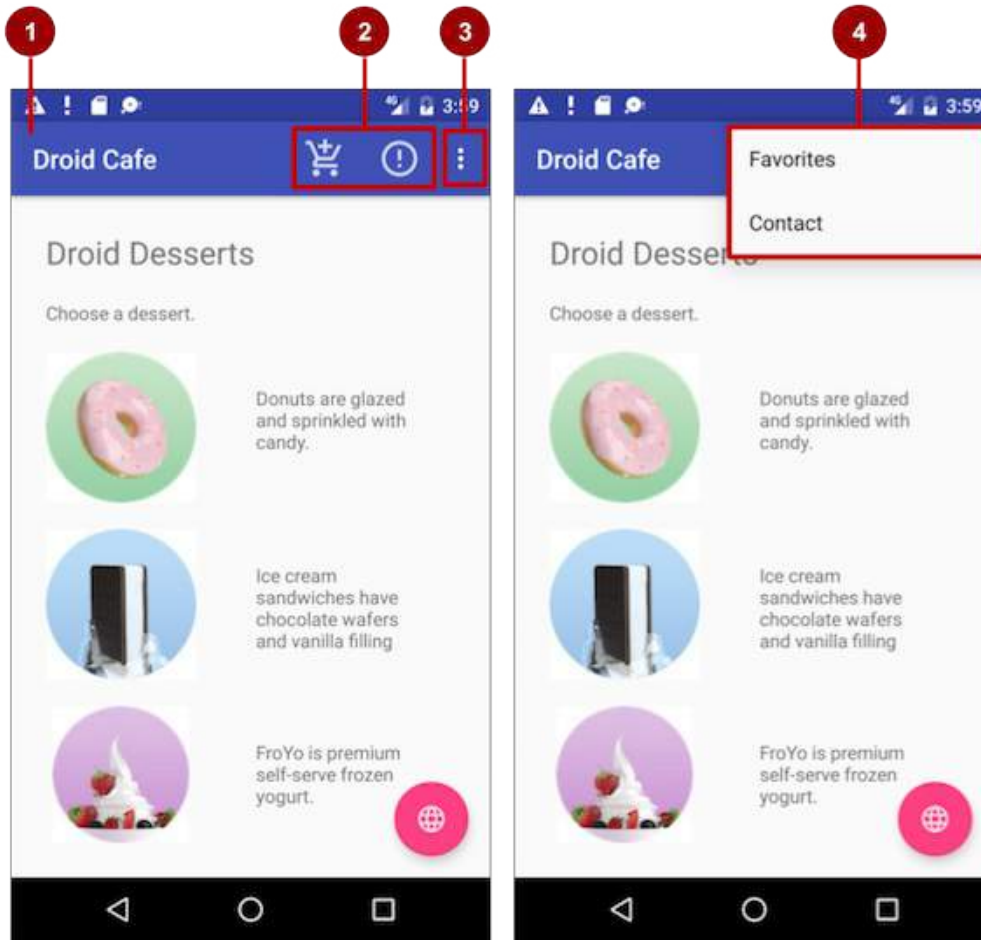 1
2
3
4
4G 3:59
Droid Cafe
Droid Desserts
Choose a dessert.
Donuts are glazed
and sprinkled with
candy.
Ice cream
sandwiches have
chocolate wafers
and vanilla filling
FroYo is premium
self-serve frozen
yogurt.
4G 3:59
Droid Cafe
Favorites
Contact
Droid Desserts
Choose a dessert.
Donuts are glazed
and sprinkled with
candy.
Ice cream
sandwiches have
chocolate wafers
and vanilla filling
FroYo is premium
self-serve frozen
yogurt.